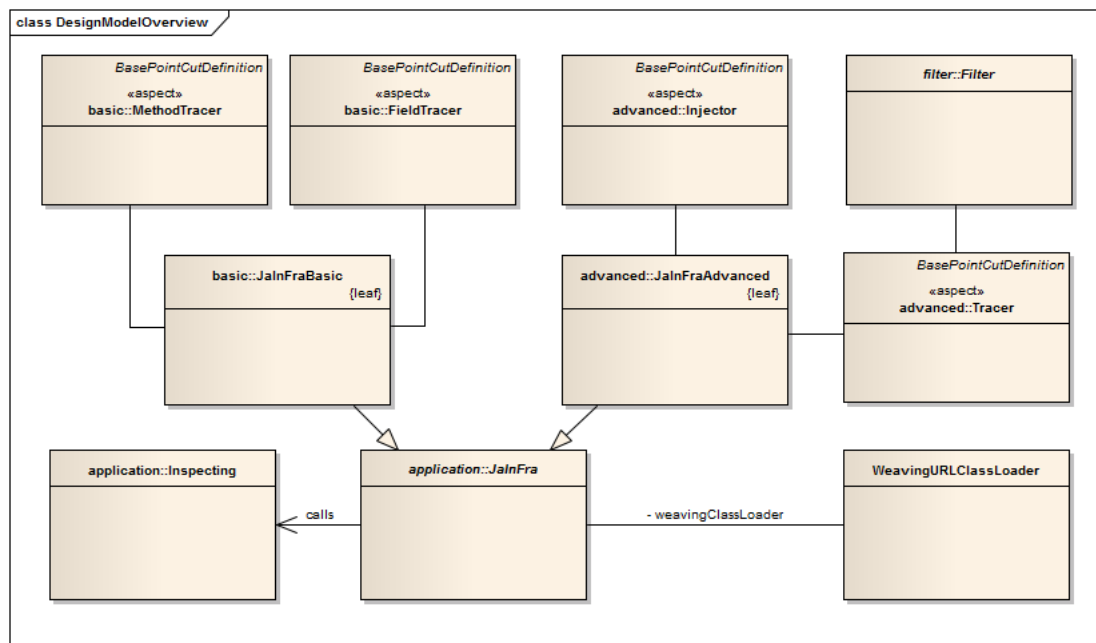 class DesignModelOverview
BasePointCutDefinition
«aspect»
basic::MethodTracer
BasePointCutDefinition
«aspect»
basic::FieldTracer
BasePointCutDefinition
«aspect»
advanced::Injector
filter::Filter
basic::JaInFraBasic
{leaf}
advanced::JaInFraAdvanced
{leaf}
BasePointCutDefinition
«aspect»
advanced::Tracer
application::Inspecting
application::JaInFra
WeavingURLClassLoader
calls
- weavingClassLoader